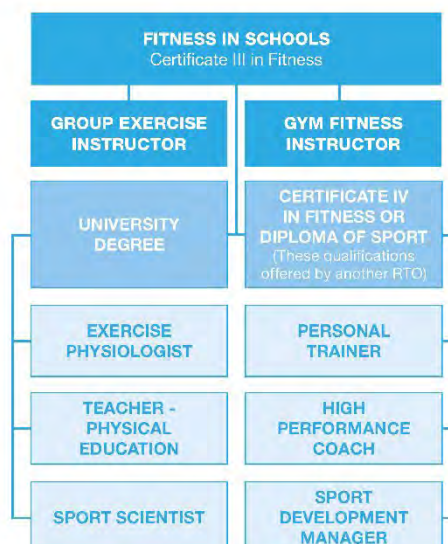 FITNESS IN SCHOOLS
Certificate III in Fitness
GROUP EXERCISE
INSTRUCTOR
GYM FITNESS
INSTRUCTOR
UNIVERSITY
DEGREE
CERTIFICATE IV
IN FITNESS OR
DIPLOMA OF SPORT
(These qualifications
offered by another RTO)
EXERCISE
PHYSIOLOGIST
PERSONAL
TRAINER
TEACHER -
PHYSICAL
EDUCATION
HIGH
PERFORMANCE
COACH
SPORT SCIENTIST
SPORT
DEVELOPMENT
MANAGER